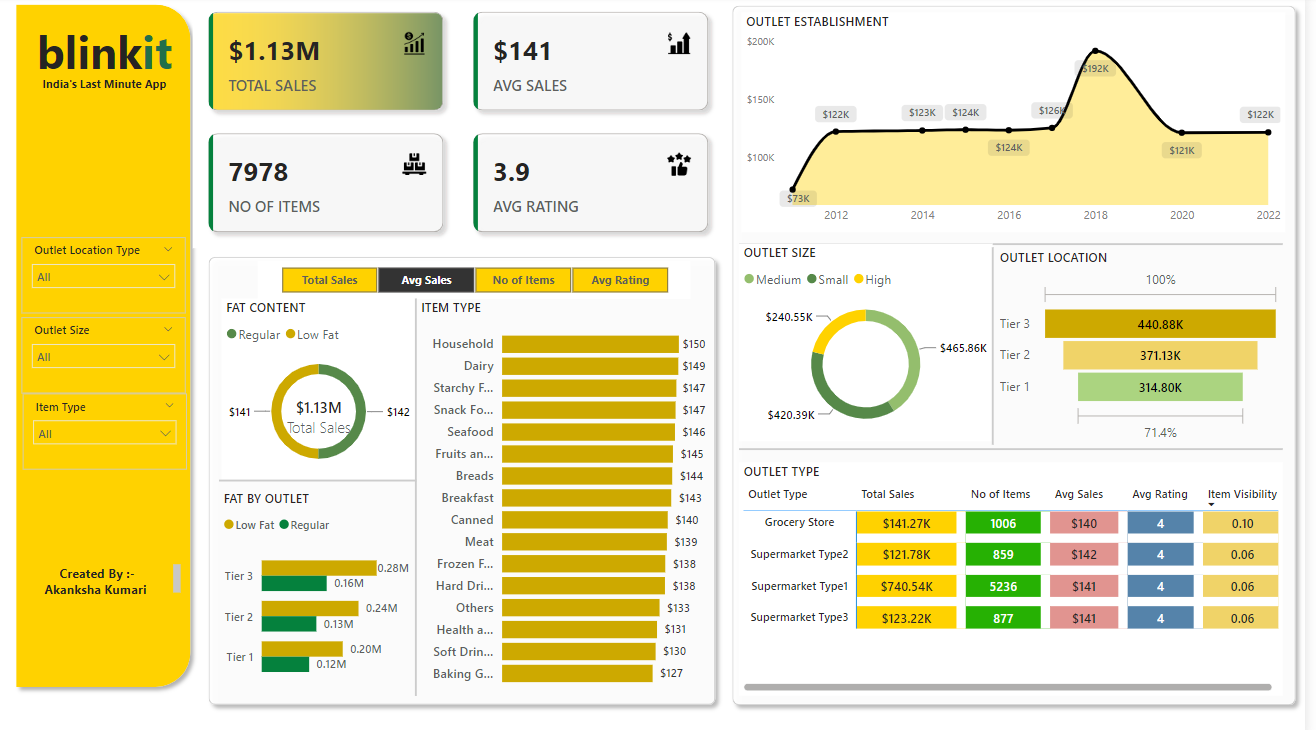 blinkit
India's Last Minute App
Outlet Location Type
All
Outlet Size
All
Item Type
All
Created By :-
Akanksha Kumari
$1.13M
TOTAL SALES
$141
AVG SALES
7978
NO OF ITEMS
3.9
AVG RATING
Total Sales Avg Sales No of Items Avg Rating
FAT CONTENT
Regular Low Fat
$141 $142
$1.13M
Total Sales
FAT BY OUTLET
Low Fat Regular
Tier 3 0.28M
0.16M
Tier 2 0.24M
0.13M
Tier 1 0.20M
0.12M
ITEM TYPE
Household $150
Dairy $149
Starchy F... $147
Snack Fo... $147
Seafood $146
Fruits an... $145
Breads $144
Breakfast $143
Canned $140
Meat $139
Frozen F... $138
Hard Dri... $138
Others $133
Health a... $131
Soft Drin... $130
Baking G... $127
OUTLET ESTABLISHMENT
$200K
$150K
$100K
$73K $122K $123K $124K $124K $126K $192K $121K $122K
2012 2014 2016 2018 2020 2022
OUTLET SIZE
Medium Small High
$240.55K
$465.86K
$420.39K
OUTLET LOCATION
100%
Tier 3 440.88K
Tier 2 371.13K
Tier 1 314.80K
71.4%
OUTLET TYPE
Outlet Type Total Sales No of Items Avg Sales Avg Rating Item Visibility
Grocery Store $141.27K 1006 $140 4 0.10
Supermarket Type2 $121.78K 859 $142 4 0.06
Supermarket Type1 $740.54K 5236 $141 4 0.06
Supermarket Type3 $123.22K 877 $141 4 0.06